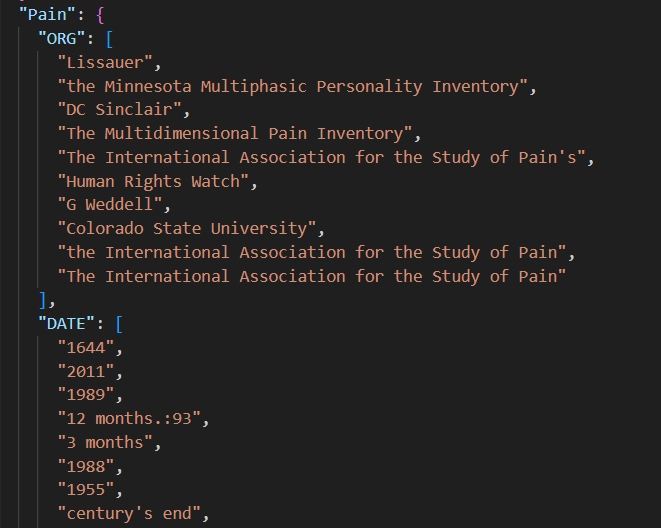 "Pain": {
"ORG": [
"Lissauer",
"the Minnesota Multiphasic Personality Inventory",
"DC Sinclair",
"The Multidimensional Pain Inventory",
"The International Association for the Study of Pain's",
"Human Rights Watch",
"G Weddell",
"Colorado State University",
"the International Association for the Study of Pain",
"The International Association for the Study of Pain"
],
"DATE": [
"1644",
"2011",
"1989",
"12 months.:93",
"3 months",
"1988",
"1955",
"century's end",